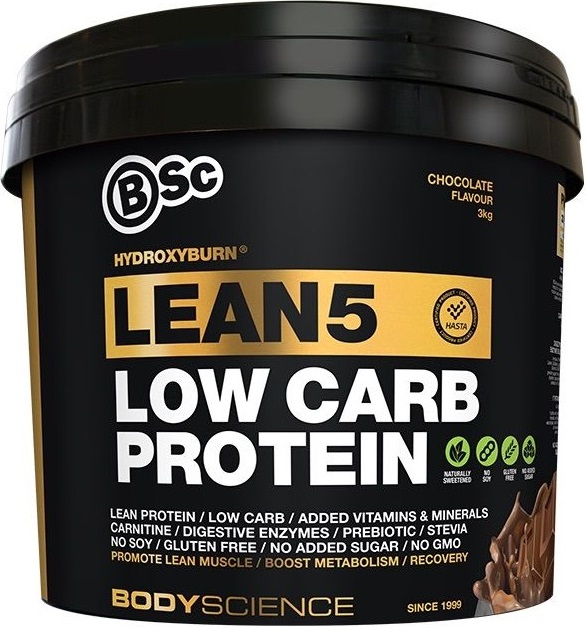 BSC
CHOCOLATE
FLAVOUR
3kg
HYDROXYBURN®
LEAN5
HASTA
LOW CARB
PROTEIN
NATURALLY SWEETENED
NO SOY
GLUTEN FREE
NO ADDED SUGAR
LEAN PROTEIN / LOW CARB / ADDED VITAMINS & MINERALS
CARNITINE / DIGESTIVE ENZYMES / PREBIOTIC / STEVIA
NO SOY / GLUTEN FREE / NO ADDED SUGAR / NO GMO
PROMOTE LEAN MUSCLE / BOOST METABOLISM / RECOVERY
BODYSCIENCE
SINCE 1999